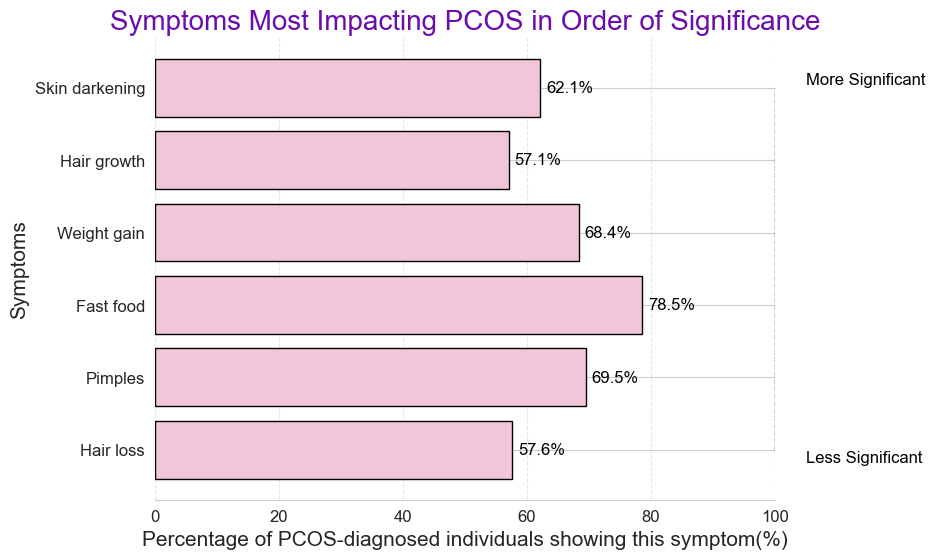 Symptoms Most Impacting PCOS in Order of Significance
More Significant
Skin darkening 62.1%
Hair growth 57.1%
Weight gain 68.4%
Fast food 78.5%
Pimples 69.5%
Hair loss 57.6%
Less Significant
Symptoms
0 20 40 60 80 100
Percentage of PCOS-diagnosed individuals showing this symptom(%)